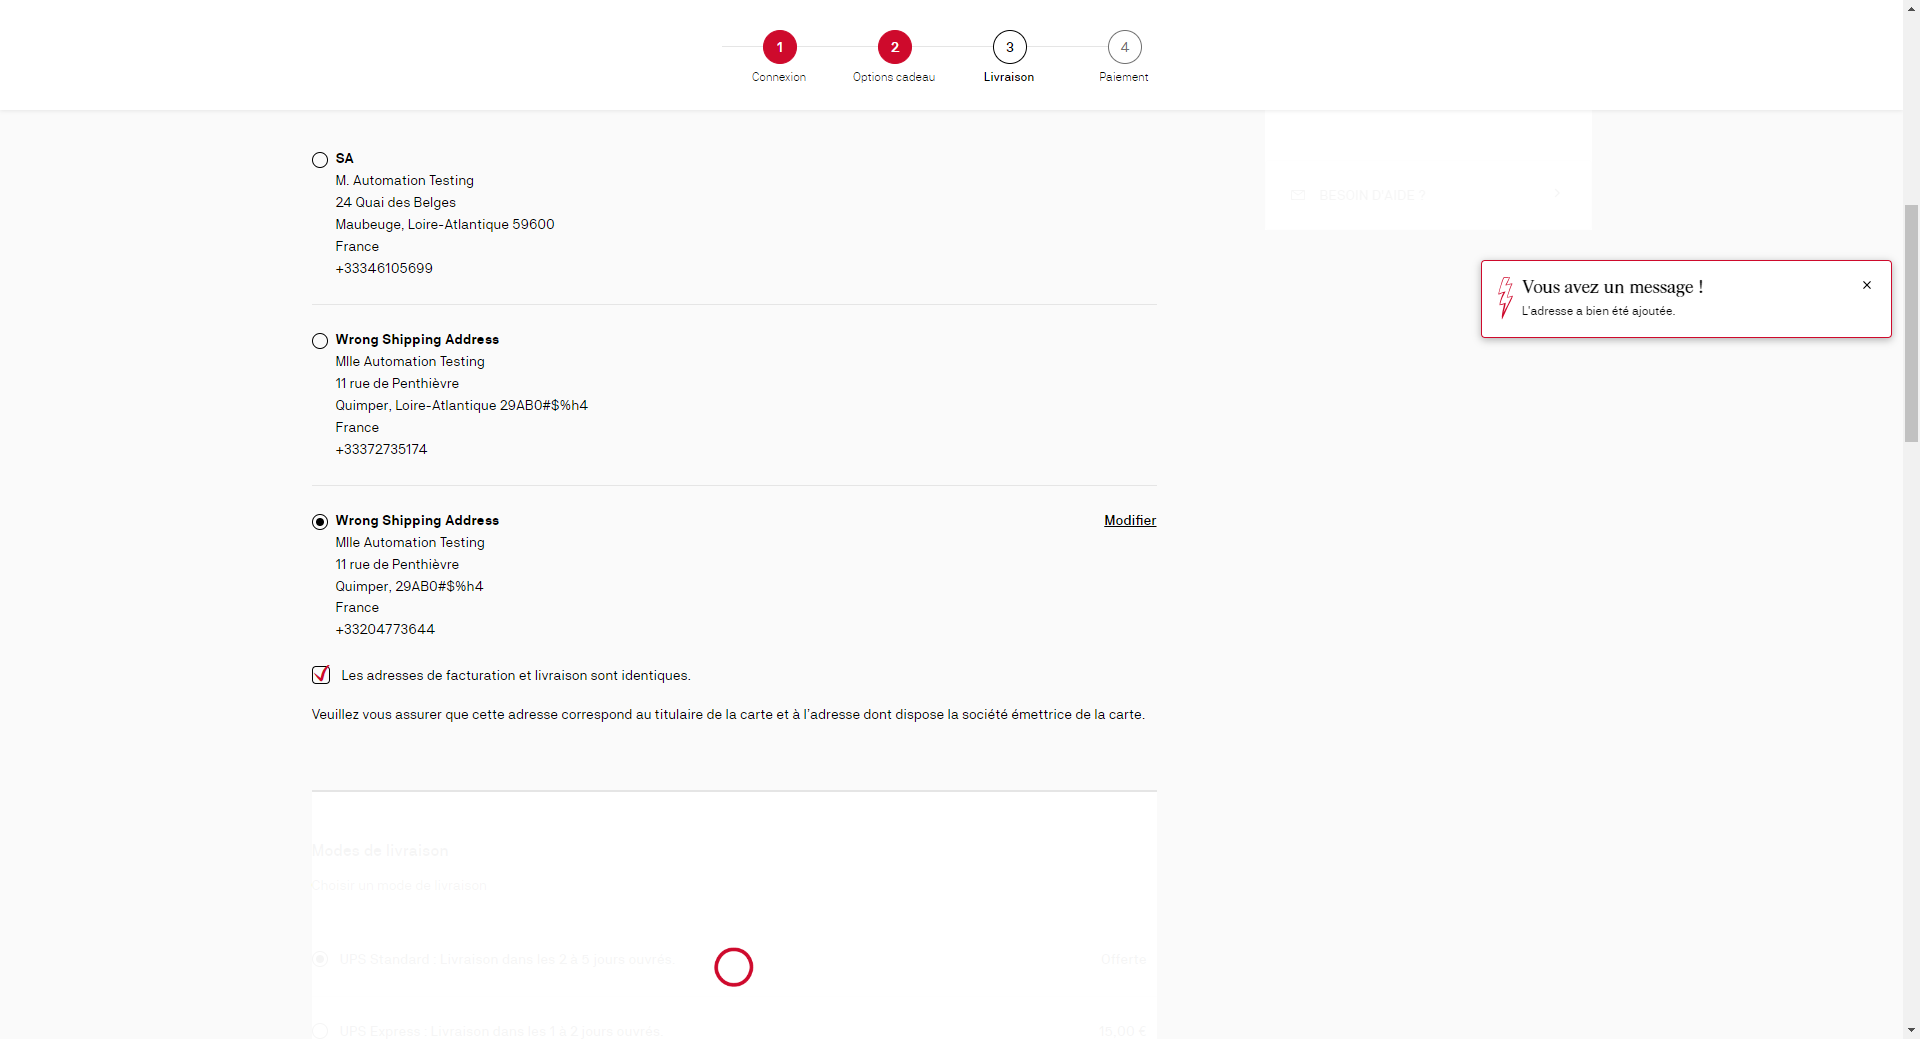 1
2
3
4
Connexion
Options cadeau
Livraison
Paiement
SA
M. Automation Testing
24 Quai des Belges
Maubeuge, Loire-Atlantique 59600
France
+33346105699
BESOIN D'AIDE ?
Vous avez un message !
L'adresse a bien été ajoutée.
Wrong Shipping Address
Mlle Automation Testing
11 rue de Penthièvre
Quimper, Loire-Atlantique 29AB0#$%h4
France
+33372735174
Wrong Shipping Address
Modifier
Mlle Automation Testing
11 rue de Penthièvre
Quimper, 29AB0#$%h4
France
+33204773644
Les adresses de facturation et livraison sont identiques.
Veuillez vous assurer que cette adresse correspond au titulaire de la carte et à l'adresse dont dispose la société émettrice de la carte.
Modes de livraison
Choisir un mode de livraison
UPS Standard : Livraison dans les 2 à 5 jours ouvrés
Offerte
UPS Express : Livraison dans les 1 à 2 jours ouvrés
15,00 €